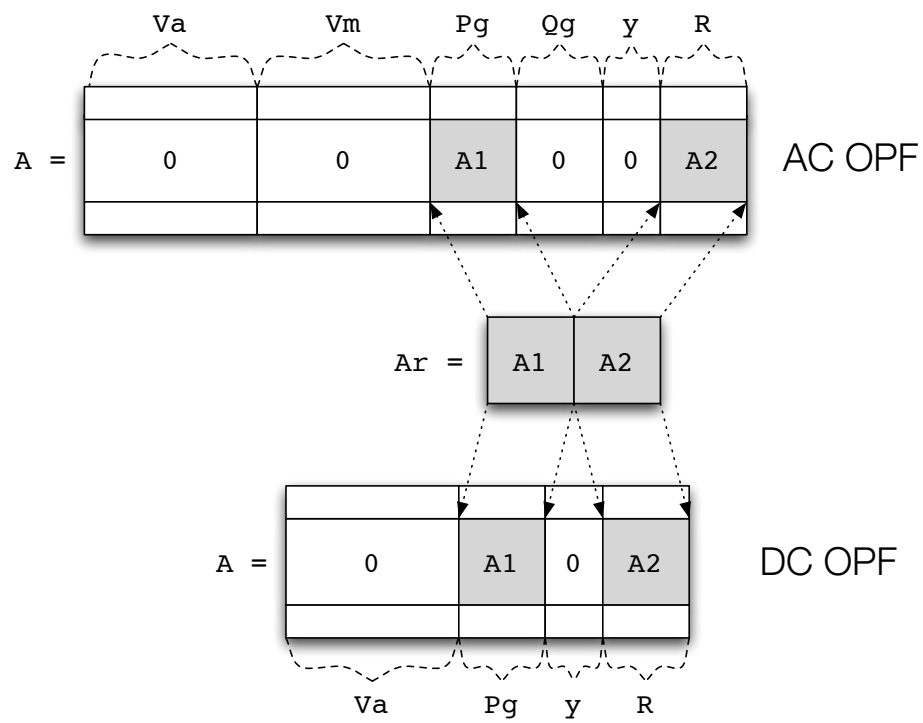 Va Vm Pg Qg y R
A = 0 0 A1 0 0 A2 AC OPF
Ar = A1 A2
A = 0 A1 0 A2 DC OPF
Va Pg y R